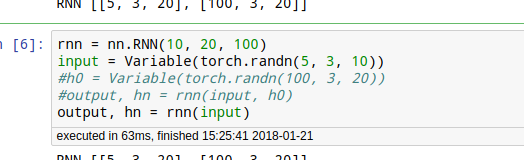 RNN [[5, 3, 20], [100, 3, 20]]
n [6]:
rnn = nn.RNN(10, 20, 100)
input = Variable(torch.randn(5, 3, 10))
#h0 = Variable(torch.randn(100, 3, 20))
#output, hn = rnn(input, h0)
output, hn = rnn(input)
executed in 63ms, finished 15:25:41 2018-01-21
RNN [[5, 3, 20], [100, 3, 20]]